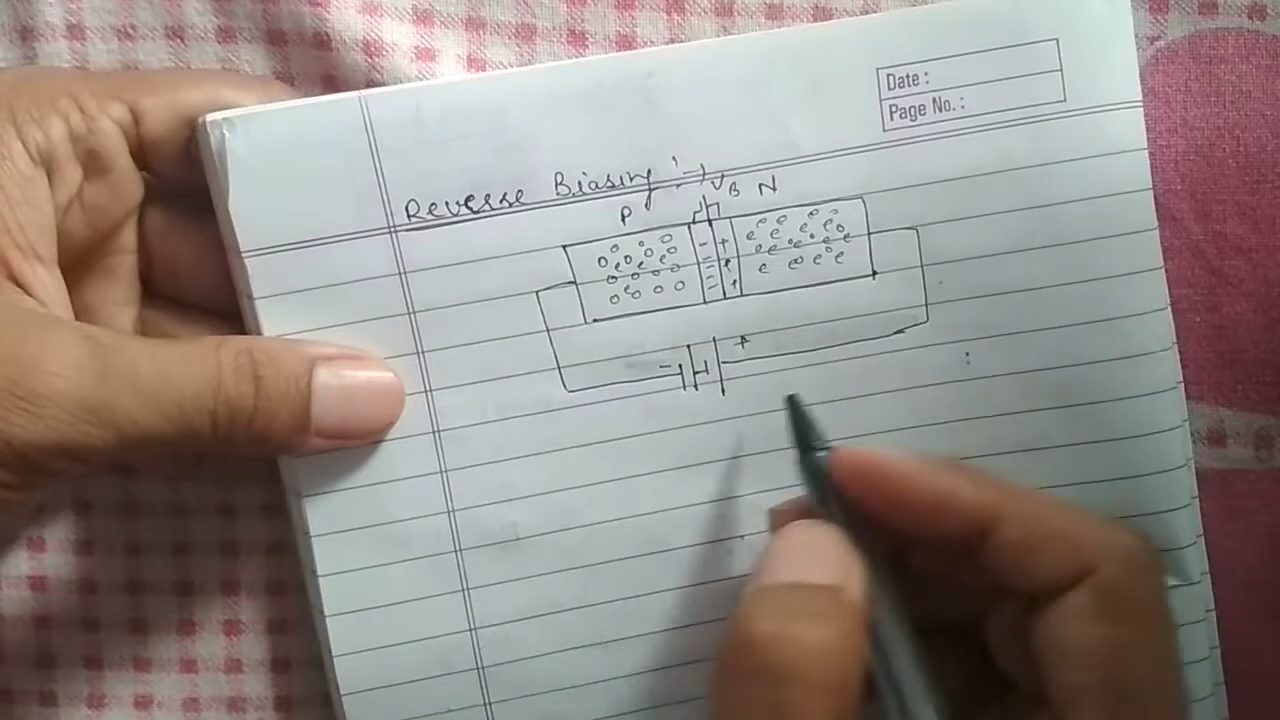 Date :
Page No. :
Reverse Biasing :→
P VB N
- +